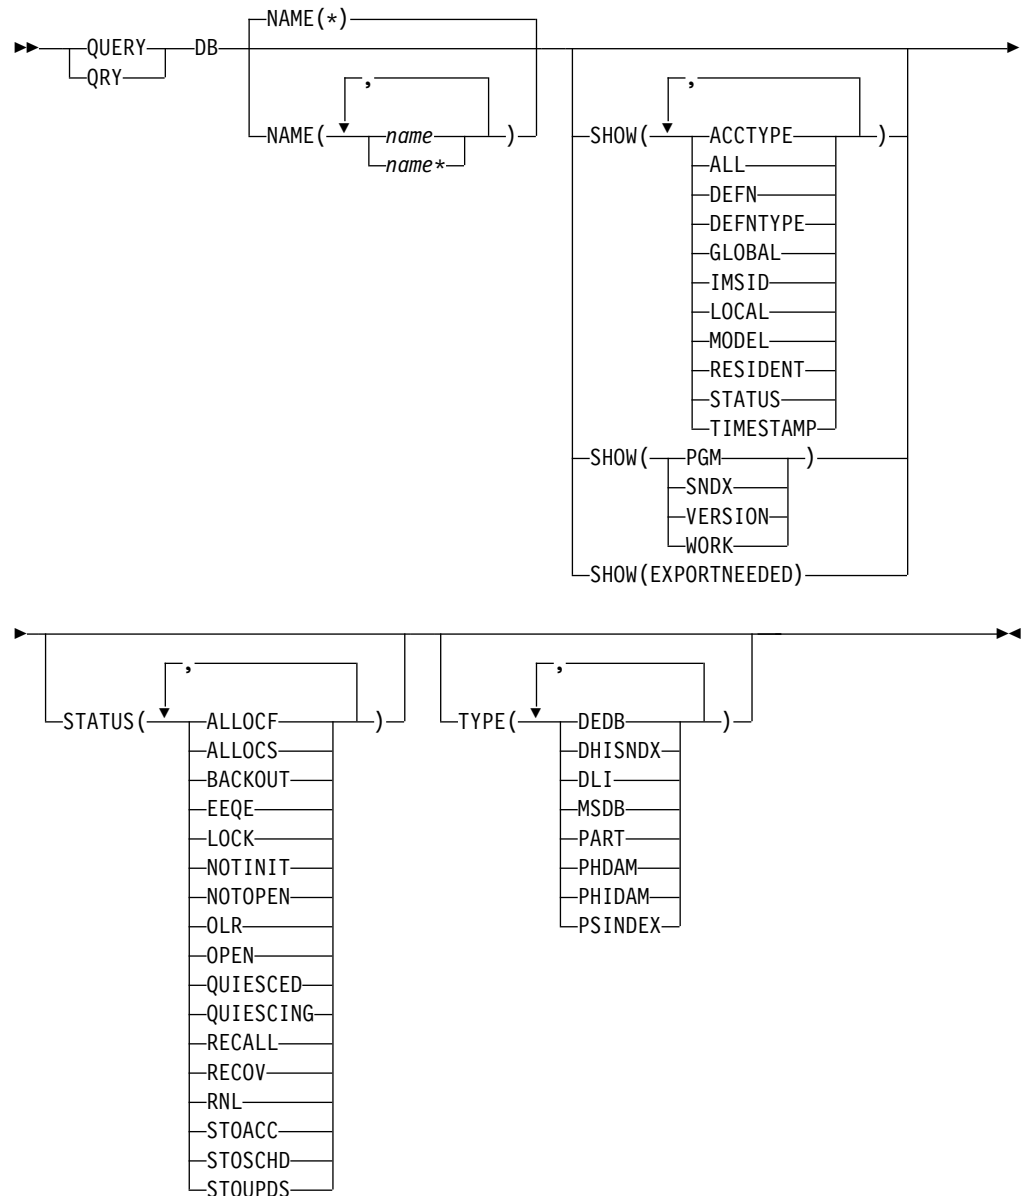 NAME(*)
QUERY DB
QRY
,
NAME( name )
name*
,
SHOW( ACCTYPE )
ALL
DEFN
DEFNTYPE
GLOBAL
IMSID
LOCAL
MODEL
RESIDENT
STATUS
TIMESTAMP
SHOW( PGM )
SNDX
VERSION
WORK
SHOW(EXPORTNEEDED)
,
STATUS( ALLOCF )
ALLOCS
BACKOUT
EEQE
LOCK
NOTINIT
NOTOPEN
OLR
OPEN
QUIESCED
QUIESCING
RECALL
RECOV
RNL
STOACC
STOSCHD
STOUPDS
,
TYPE( DEDB )
DHISNDX
DLI
MSDB
PART
PHDAM
PHIDAM
PSINDEX